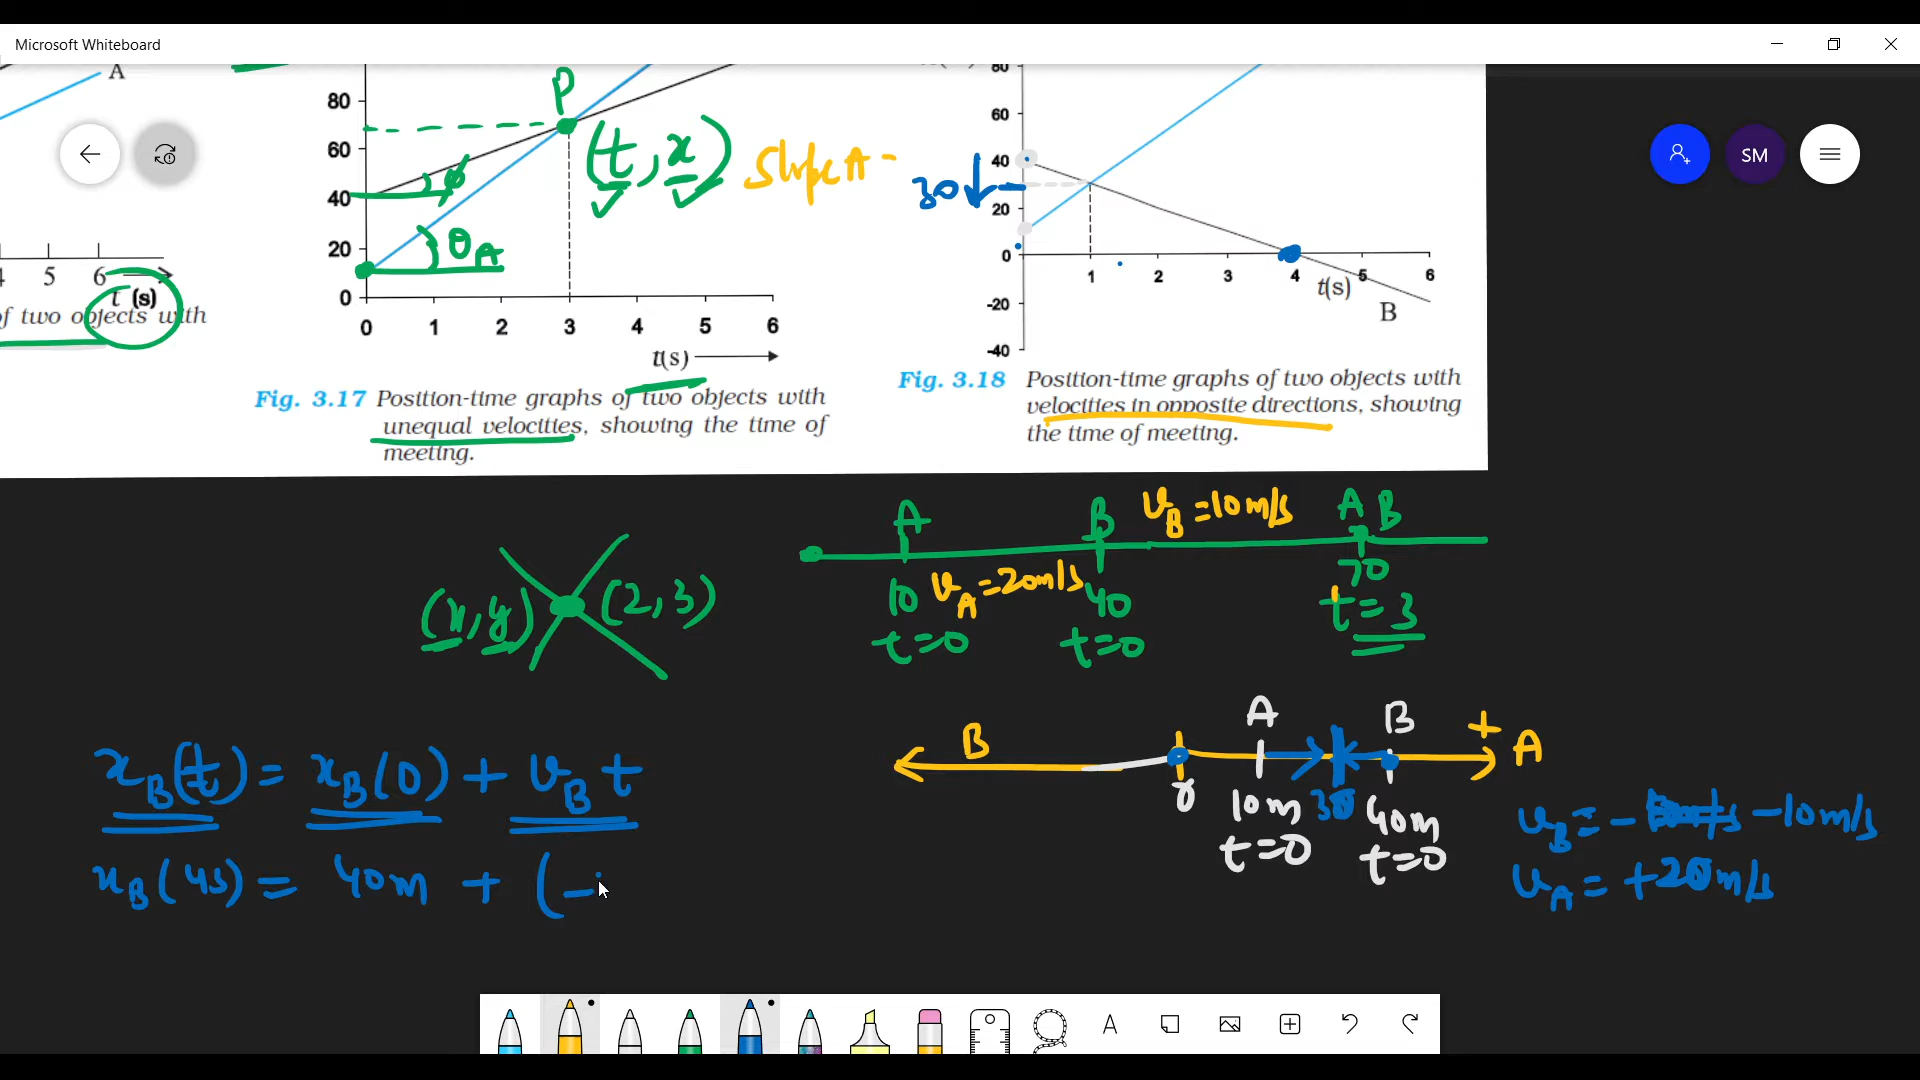 Microsoft Whiteboard
SM
A
5 6
t (s)
of two objects with
80
60
40
20
0
0 1 2 3 4 5 6
t(s)
P
(t, x)
ϕ
θA
Slope A =
Fig. 3.17 Position-time graphs of two objects with
unequal velocities, showing the time of
meeting.
80
60
40
20
0
-20
-40
1 2 3 4 5 6
t(s)
B
30
Fig. 3.18 Position-time graphs of two objects with
velocities in opposite directions, showing
the time of meeting.
(x, y) (2, 3)
A B vB = 10 m/s A B
10 vA = 20 m/s 40 70
t = 0 t = 0 t = 3
B A B + A
10m 30 40m
t = 0 t = 0
vB = - -10 m/s
vA = +20 m/s
xB(t) = xB(0) + vB t
xB(4s) = 40m + (-